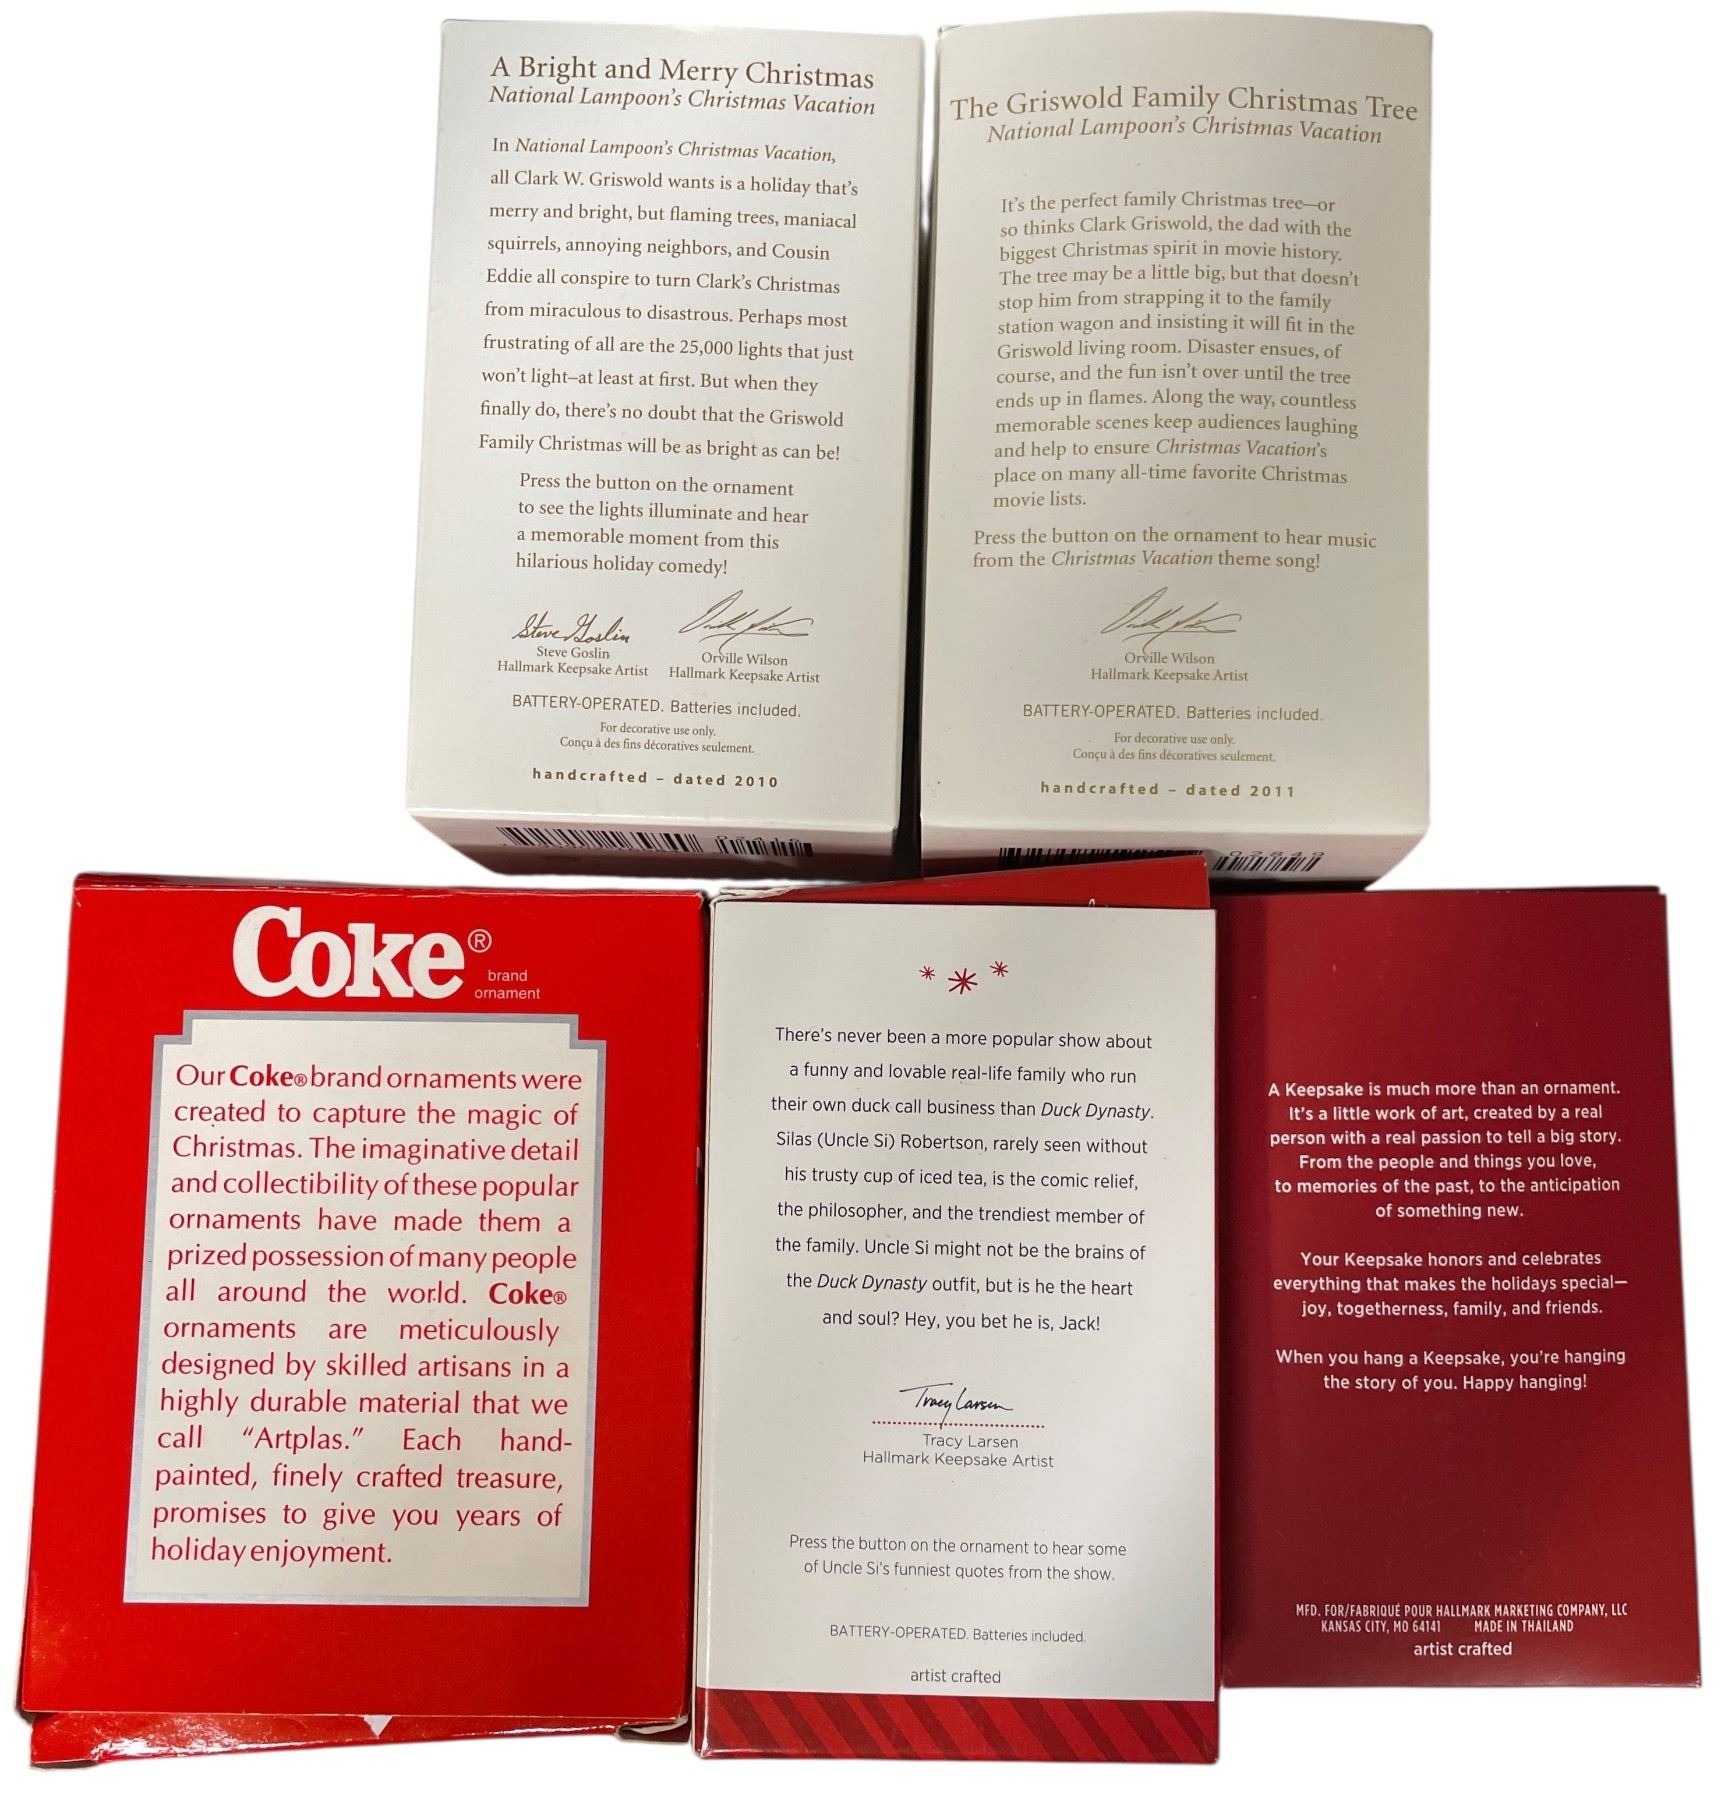 A Bright and Merry Christmas
National Lampoon's Christmas Vacation
In National Lampoon's Christmas Vacation,
all Clark W. Griswold wants is a holiday that's
merry and bright, but flaming trees, maniacal
squirrels, annoying neighbors, and Cousin
Eddie all conspire to turn Clark's Christmas
from miraculous to disastrous. Perhaps most
frustrating of all are the 25,000 lights that just
won't light–at least at first. But when they
finally do, there's no doubt that the Griswold
Family Christmas will be as bright as can be!
Press the button on the ornament
to see the lights illuminate and hear
a memorable moment from this
hilarious holiday comedy!
Steve Goslin
Steve Goslin
Hallmark Keepsake Artist
Orville Wilson
Hallmark Keepsake Artist
BATTERY-OPERATED. Batteries included.
For decorative use only.
Conçu à des fins décoratives seulement.
handcrafted – dated 2010
The Griswold Family Christmas Tree
National Lampoon's Christmas Vacation
It's the perfect family Christmas tree—or
so thinks Clark Griswold, the dad with the
biggest Christmas spirit in movie history.
The tree may be a little big, but that doesn't
stop him from strapping it to the family
station wagon and insisting it will fit in the
Griswold living room. Disaster ensues, of
course, and the fun isn't over until the tree
ends up in flames. Along the way, countless
memorable scenes keep audiences laughing
and help to ensure Christmas Vacation's
place on many all-time favorite Christmas
movie lists.
Press the button on the ornament to hear music
from the Christmas Vacation theme song!
Orville Wilson
Hallmark Keepsake Artist
BATTERY-OPERATED. Batteries included.
For decorative use only.
Conçu à des fins décoratives seulement.
handcrafted – dated 2011
Coke®
brand
ornament
Our Coke® brand ornaments were
created to capture the magic of
Christmas. The imaginative detail
and collectibility of these popular
ornaments have made them a
prized possession of many people
all around the world. Coke®
ornaments are meticulously
designed by skilled artisans in a
highly durable material that we
call "Artplas." Each hand-
painted, finely crafted treasure,
promises to give you years of
holiday enjoyment.
There's never been a more popular show about
a funny and lovable real-life family who run
their own duck call business than Duck Dynasty.
Silas (Uncle Si) Robertson, rarely seen without
his trusty cup of iced tea, is the comic relief,
the philosopher, and the trendiest member of
the family. Uncle Si might not be the brains of
the Duck Dynasty outfit, but is he the heart
and soul? Hey, you bet he is, Jack!
Tracy Larsen
Tracy Larsen
Hallmark Keepsake Artist
Press the button on the ornament to hear some
of Uncle Si's funniest quotes from the show.
BATTERY-OPERATED. Batteries included.
artist crafted
A Keepsake is much more than an ornament.
It's a little work of art, created by a real
person with a real passion to tell a big story.
From the people and things you love,
to memories of the past, to the anticipation
of something new.
Your Keepsake honors and celebrates
everything that makes the holidays special—
joy, togetherness, family, and friends.
When you hang a Keepsake, you're hanging
the story of you. Happy hanging!
MFD. FOR/FABRIQUÉ POUR HALLMARK MARKETING COMPANY, LLC
KANSAS CITY, MO 64141 MADE IN THAILAND
artist crafted